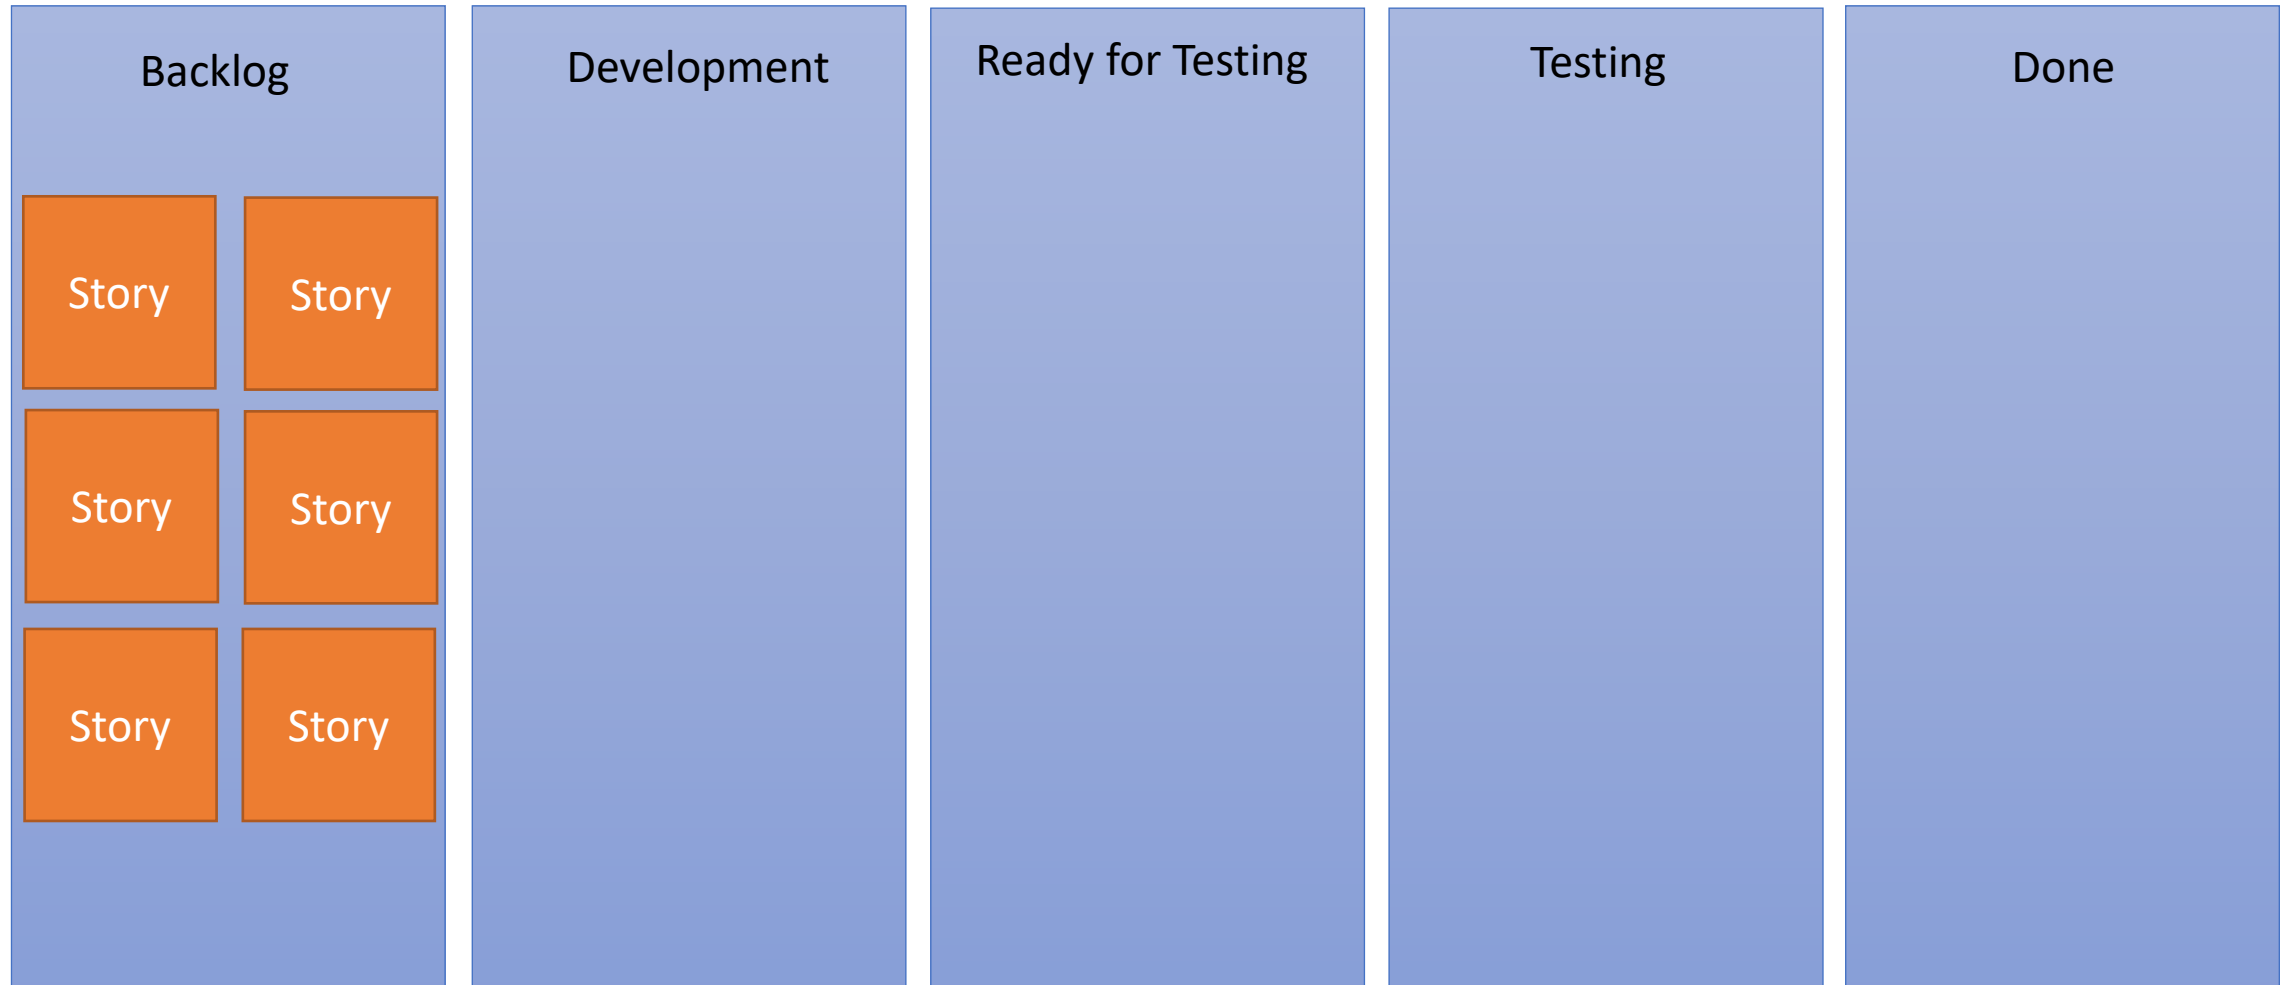 Backlog
Development
Ready for Testing
Testing
Done
Story
Story
Story
Story
Story
Story